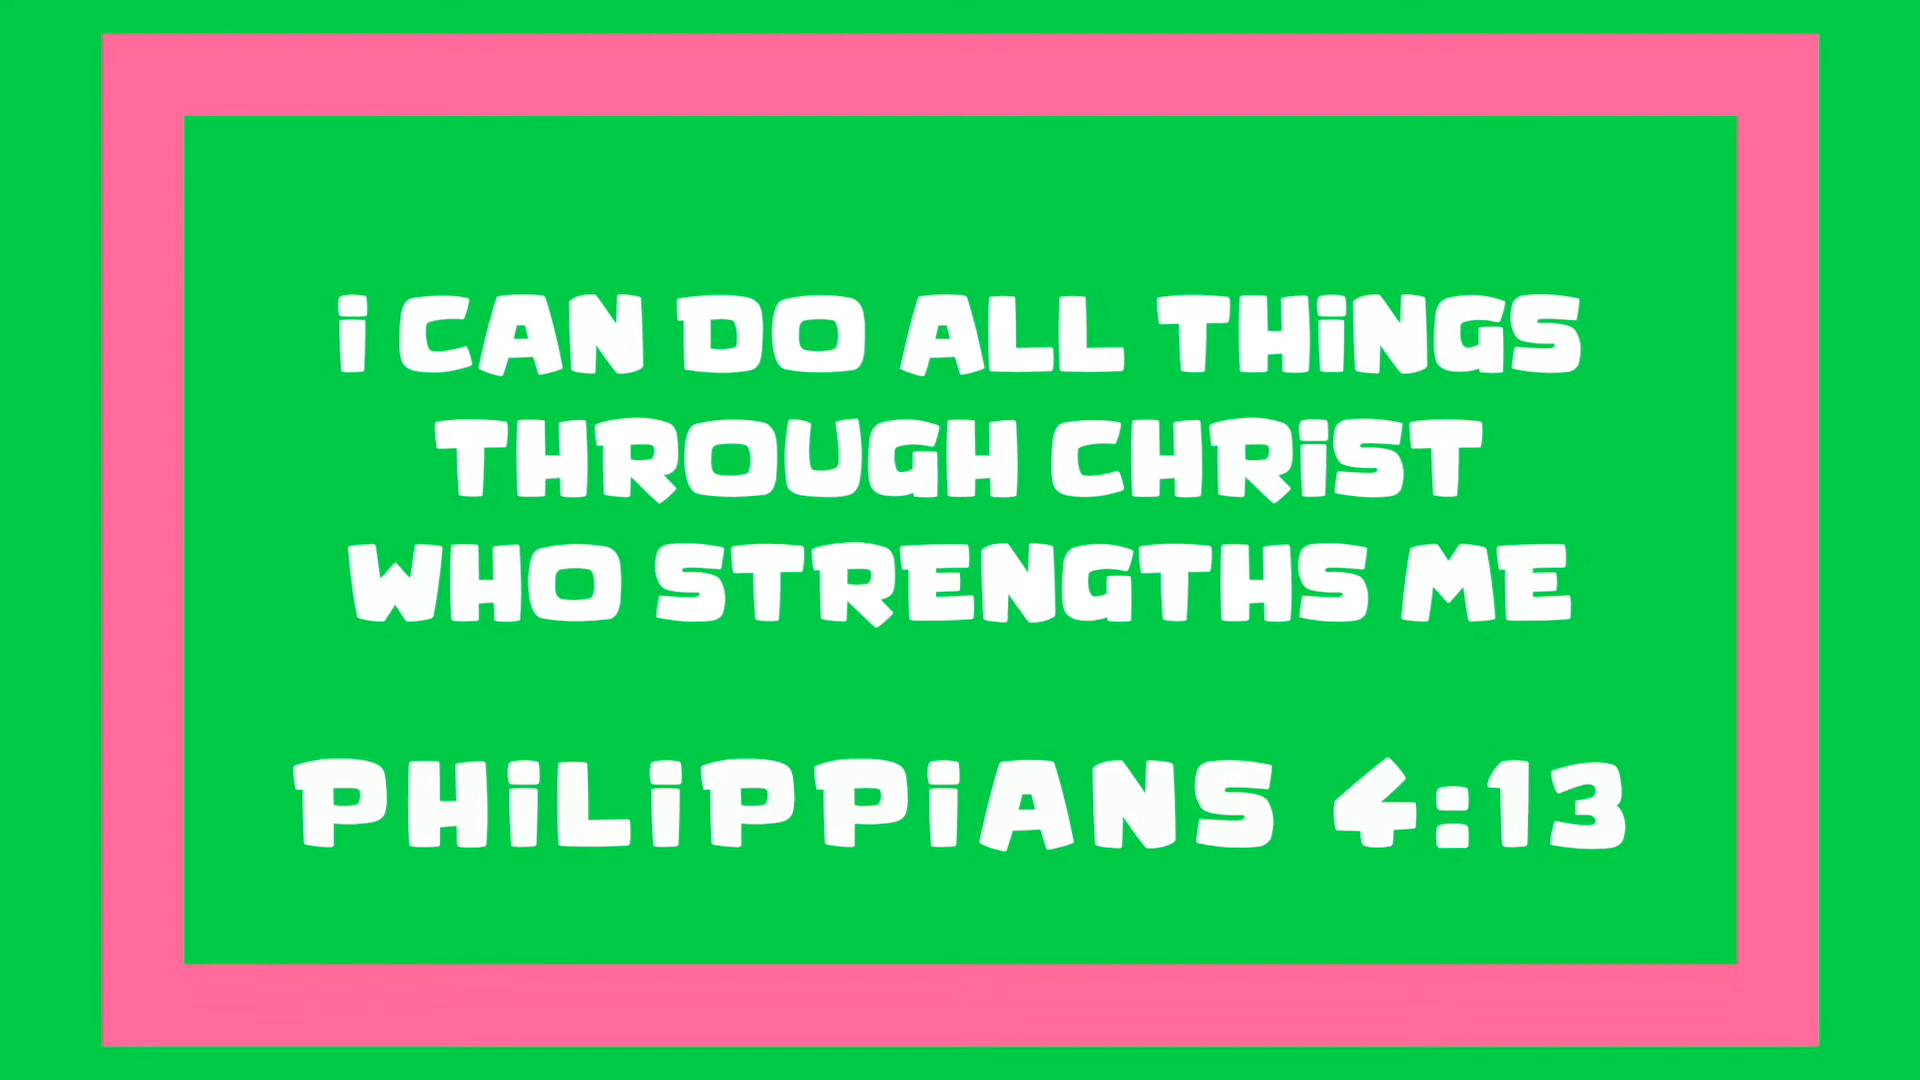 i CAN DO ALL THiNGS
THROUGH CHRiST
WHO STRENGTHS ME
PHiLiPPiANS 4:13